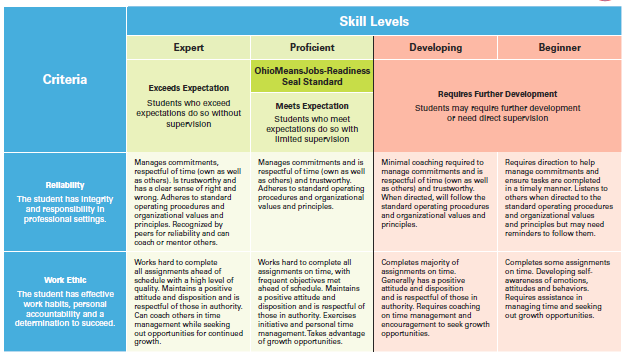 Criteria
Skill Levels
Expert
Proficient
Developing
Beginner
Exceeds Expectation
Students who exceed
expectations do so without
supervision
OhioMeansJobs-Readiness
Seal Standard
Meets Expectation
Students who meet
expectations do so with
limited supervision
Requires Further Development
Students may require further development
or need direct supervision
Reliability
The student has integrity
and responsibility in
professional settings.
Manages commitments,
respectful of time (own as well
as others). Is trustworthy and
has a clear sense of right and
wrong. Adheres to standard
operating procedures and
organizational values and
principles. Recognized by
peers for reliability and can
coach or mentor others.
Manages commitments and is
respectful of time (own as well
as others) and trustworthy.
Adheres to standard operating
procedures and organizational
values and principles.
Minimal coaching required to
manage commitments and is
respectful of time (own as well
as others) and trustworthy.
When directed, will follow the
standard operating procedures
and organizational values and
principles.
Requires direction to help
manage commitments and
ensure tasks are completed
in a timely manner. Listens to
others when directed to the
standard operating procedures
and organizational values
and principles but may need
reminders to follow them.
Work Ethic
The student has effective
work habits, personal
accountability and a
determination to succeed.
Works hard to complete
all assignments ahead of
schedule with a high level of
quality. Maintains a positive
attitude and disposition and is
respectful of those in authority.
Can coach others in time
management while seeking
out opportunities for continued
growth.
Works hard to complete all
assignments on time, with
frequent objectives met
ahead of schedule. Maintains
a positive attitude and
disposition and is respectful of
those in authority. Exercises
initiative and personal time
management. Takes advantage
of growth opportunities.
Completes majority of
assignments on time.
Generally has a positive
attitude and disposition
and is respectful of those in
authority. Requires coaching
on time management and
encouragement to seek growth
opportunities.
Completes some assignments
on time. Developing self-
awareness of emotions,
attitudes and behaviors.
Requires assistance in
managing time and seeking
out growth opportunities.